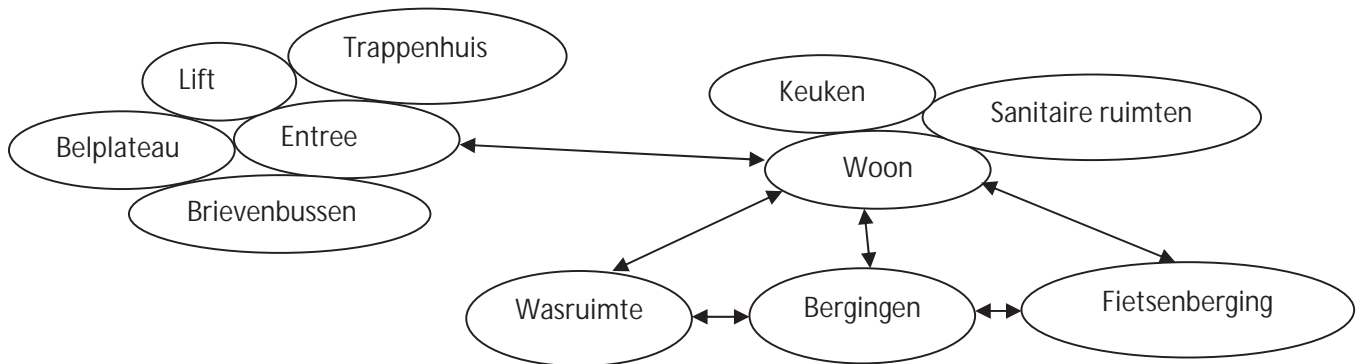 Trappenhuis
Lift
Keuken
Sanitaire ruimten
Belplateau
Entree
Woon
Brievenbussen
Wasruimte
Bergingen
Fietsenberging